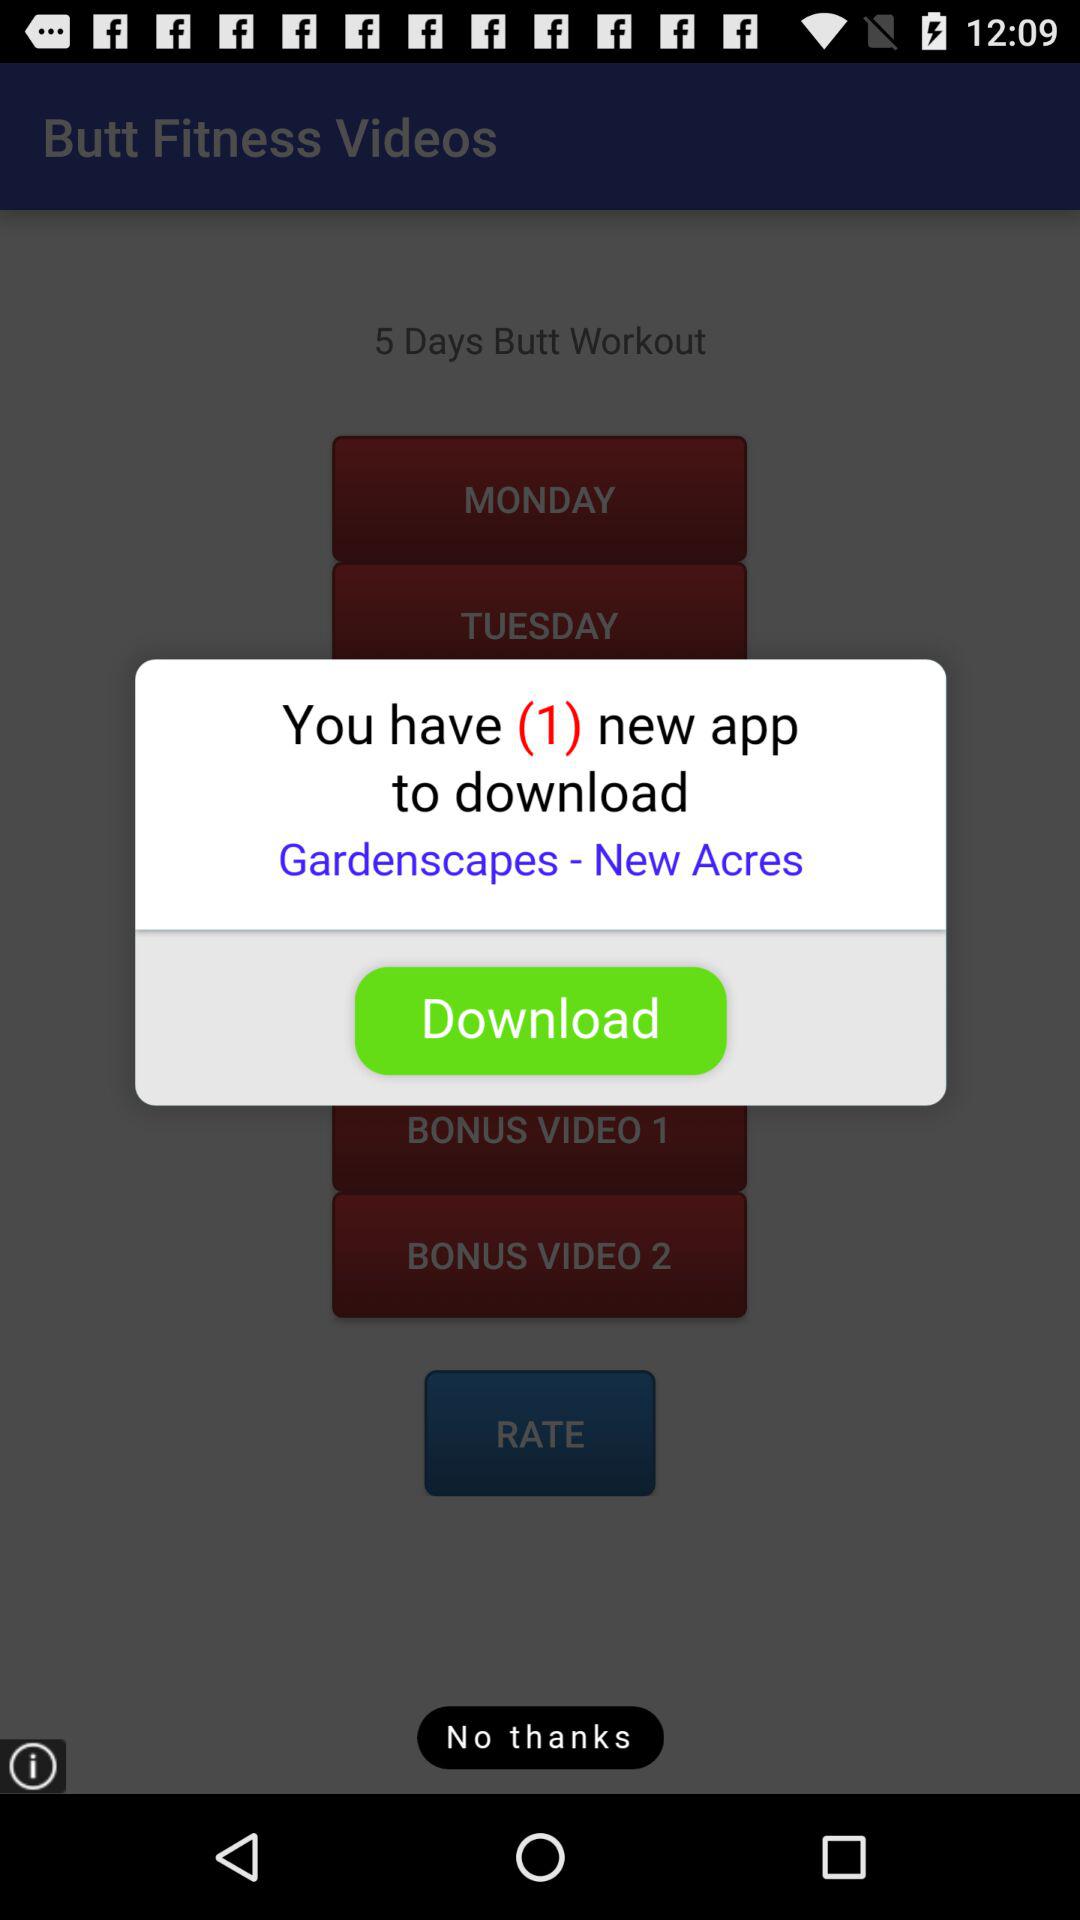 12:09
Butt Fitness Videos
5 Days Butt Workout
MONDAY
TUESDAY
You have (1) new app
to download
Gardenscapes - New Acres
Download
BONUS VIDEO 1
BONUS VIDEO 2
RATE
No thanks